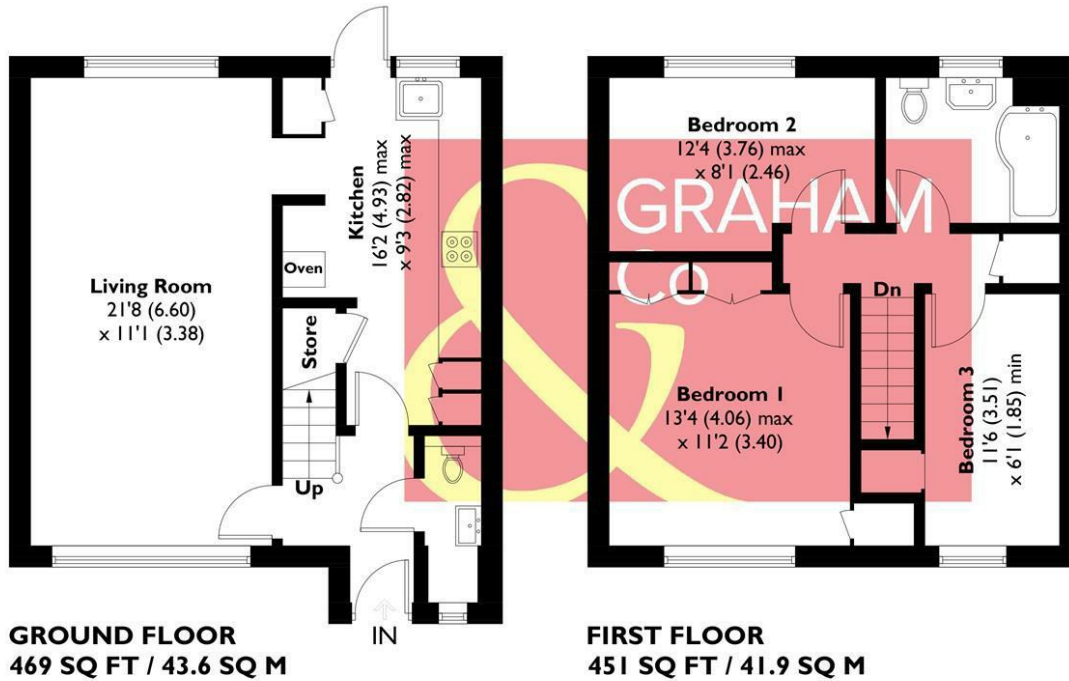 Living Room
21'8 (6.60)
x 11'1 (3.38)
Kitchen
16'2 (4.93) max
x 9'3 (2.82) max
Oven
Store
Up
IN
GROUND FLOOR
469 SQ FT / 43.6 SQ M
Bedroom 2
12'4 (3.76) max
x 8'1 (2.46)
GRAHAM
&
Co
Dn
Bedroom 1
13'4 (4.06) max
x 11'2 (3.40)
Bedroom 3
11'6 (3.51)
x 6'1 (1.85) min
FIRST FLOOR
451 SQ FT / 41.9 SQ M